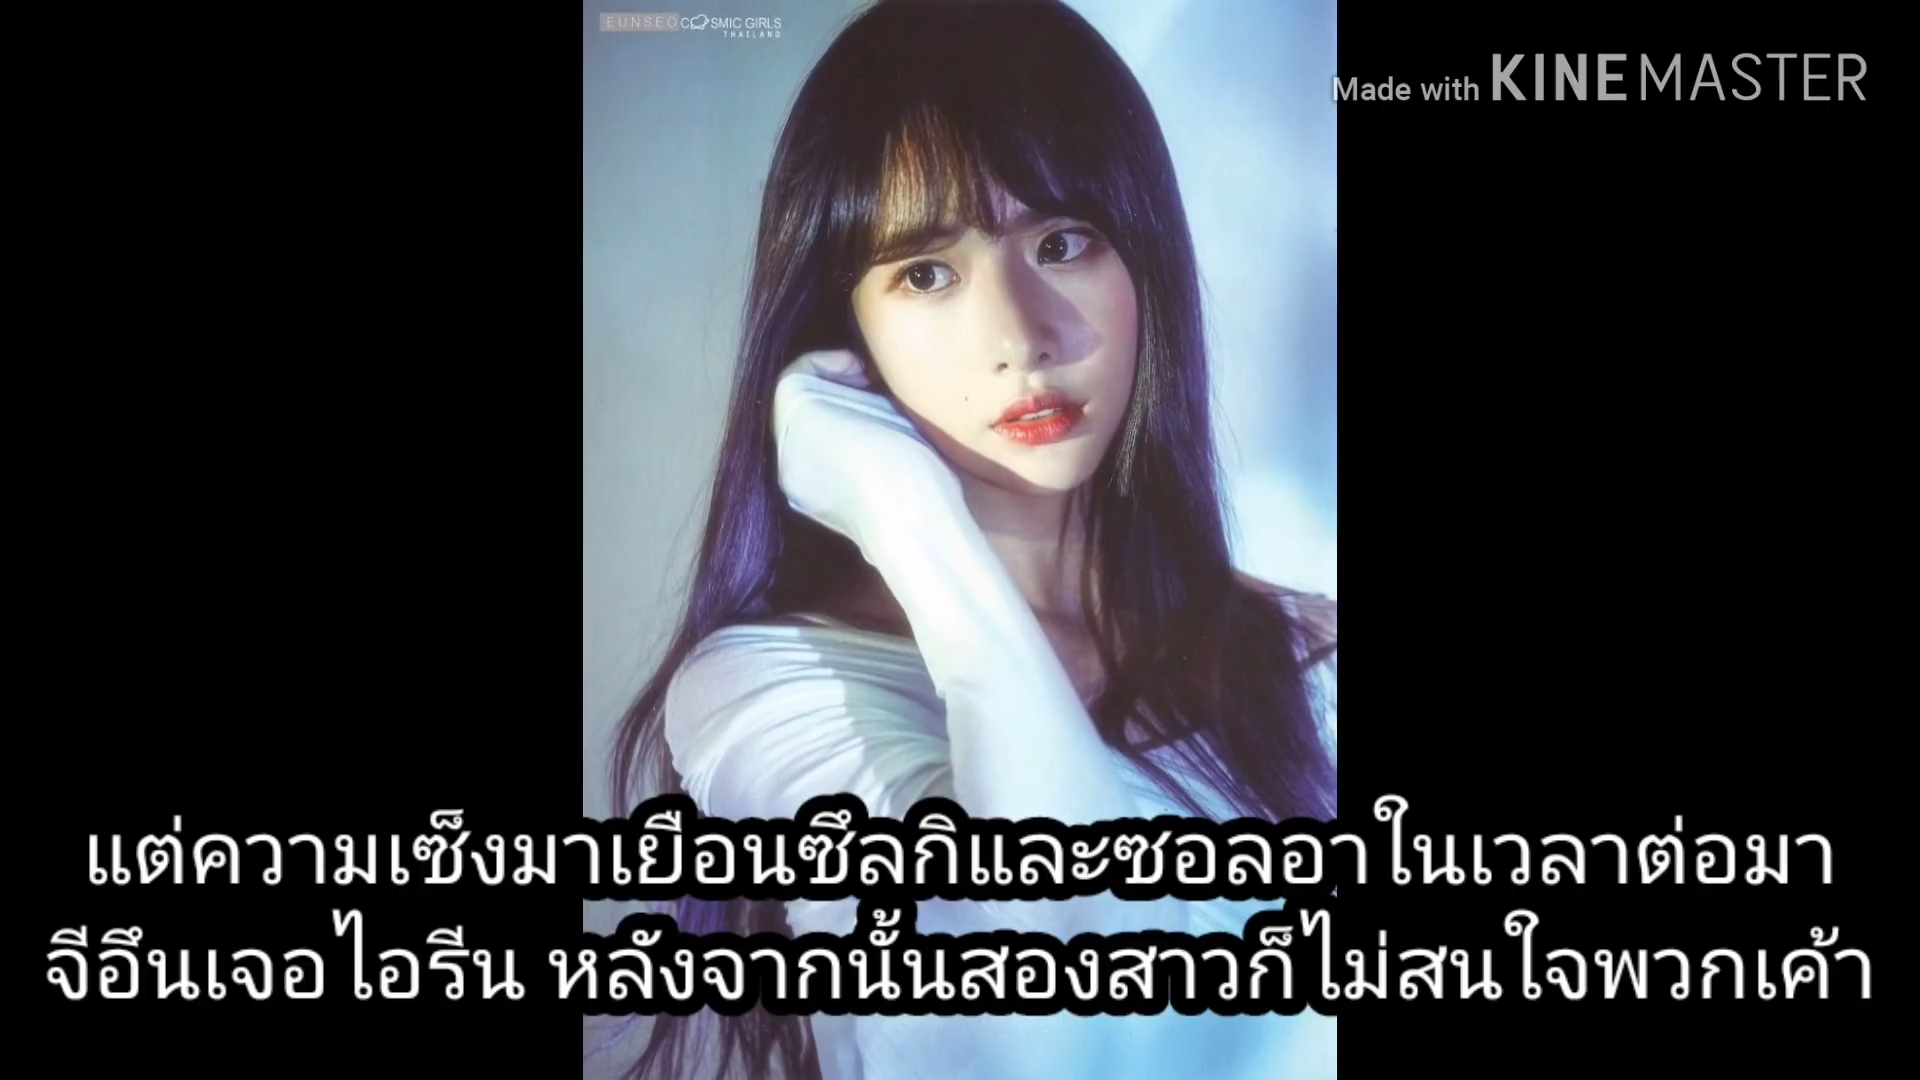 EUNSEO COSMIC GIRLS
THAILAND
Made with KINEMASTER
แต่ความเซ็งมาเยือนซึลกิและซอลอาในเวลาต่อมา
จีอึนเจอไอรีน หลังจากนั้นสองสาวก็ไม่สนใจพวกเค้า